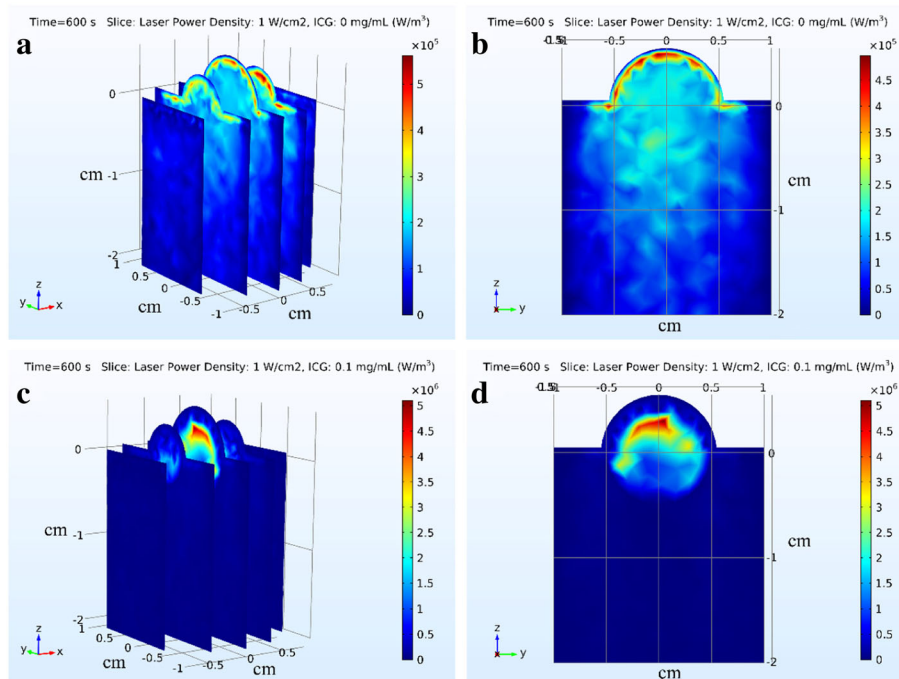 a
Time=600 s   Slice: Laser Power Density: 1 W/cm2, ICG: 0 mg/mL (W/m³)
×10⁵
5
4
3
2
1
0
0
cm -1
-2
1
0.5
0
-0.5
-1
cm
-0.5
0
0.5
cm
z
y
x
b
Time=600 s   Slice: Laser Power Density: 1 W/cm2, ICG: 0 mg/mL (W/m³)
-0.5
0
0.5
1
×10⁵
5
4.5
4
3.5
3
2.5
2
1.5
1
0.5
0
0
cm
-1
-2
cm
z
x
y
c
Time=600 s   Slice: Laser Power Density: 1 W/cm2, ICG: 0.1 mg/mL (W/m³)
×10⁶
5
4.5
4
3.5
3
2.5
2
1.5
1
0.5
0
0
cm -1
-2
1
0.5
0
-0.5
-1
cm
-0.5
0
0.5
cm
z
y
x
d
Time=600 s   Slice: Laser Power Density: 1 W/cm2, ICG: 0.1 mg/mL (W/m³)
-0.5
0
0.5
1
×10⁶
5
4.5
4
3.5
3
2.5
2
1.5
1
0.5
0
0
cm
-1
-2
cm
z
x
y